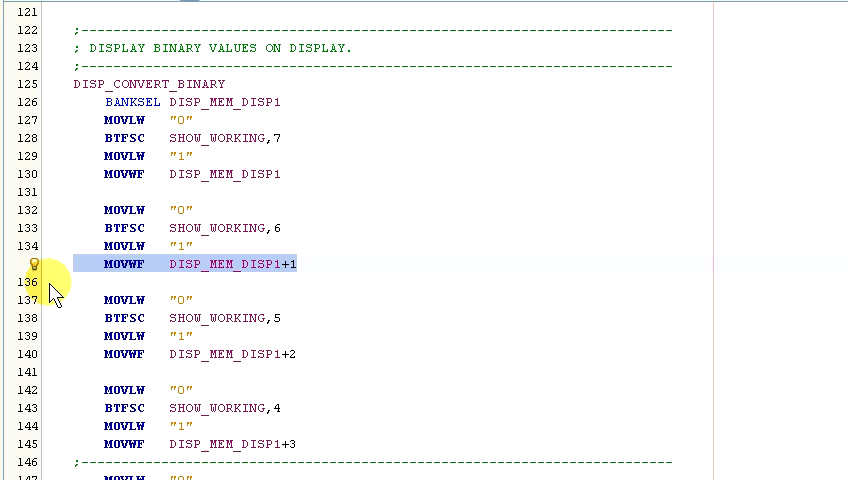 121
122 ;--------------------------------------------------------------------------
123 ; DISPLAY BINARY VALUES ON DISPLAY.
124 ;--------------------------------------------------------------------------
125 DISP_CONVERT_BINARY
126 BANKSEL DISP_MEM_DISP1
127 MOVLW "0"
128 BTFSC SHOW_WORKING,7
129 MOVLW "1"
130 MOVWF DISP_MEM_DISP1
131
132 MOVLW "0"
133 BTFSC SHOW_WORKING,6
134 MOVLW "1"
MOVWF DISP_MEM_DISP1+1
136
137 MOVLW "0"
138 BTFSC SHOW_WORKING,5
139 MOVLW "1"
140 MOVWF DISP_MEM_DISP1+2
141
142 MOVLW "0"
143 BTFSC SHOW_WORKING,4
144 MOVLW "1"
145 MOVWF DISP_MEM_DISP1+3
146 ;--------------------------------------------------------------------------
147 MOVLW "0"